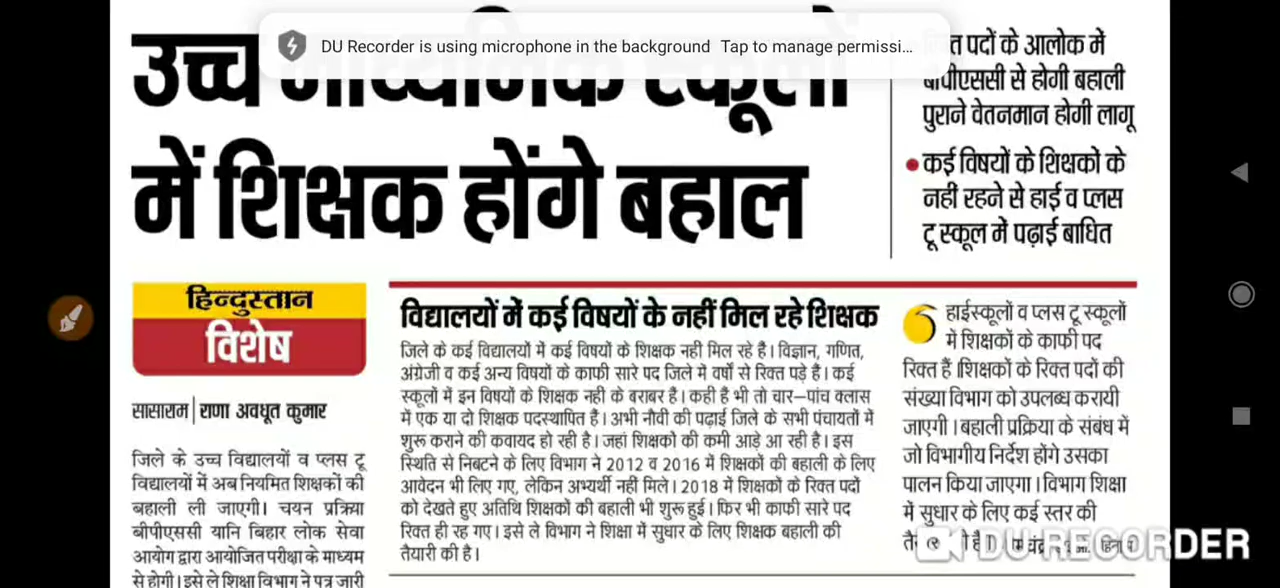 DU Recorder is using microphone in the background Tap to manage permissi...
उच्च माध्यमिक स्कूलों
में शिक्षक होंगे बहाल
पदों के आलोक में
बीपीएससी से होगी बहाली
पुराने वेतनमान होगी लागू
• कई विषयों के शिक्षकों के
नहीं रहने से हाई व प्लस
टू स्कूल में पढ़ाई बाधित
हिन्दुस्तान
विशेष
सासाराम | राणा अवधूत कुमार
जिले के उच्च विद्यालयों व प्लस टू
विद्यालयों में अब नियमित शिक्षकों की
बहाली ली जाएगी। चयन प्रक्रिया
बीपीएससी यानि बिहार लोक सेवा
आयोग द्वारा आयोजित परीक्षा के माध्यम
से होगी। इसे ले शिक्षा विभाग ने पत्र जारी
विद्यालयों में कई विषयों के नहीं मिल रहे शिक्षक
जिले के कई विद्यालयों में कई विषयों के शिक्षक नही मिल रहे है। विज्ञान, गणित,
अंग्रेजी व कई अन्य विषयों के काफी सारे पद जिले में वर्षो से रिक्त पड़े है। कई
स्कूलों में इन विषयों के शिक्षक नही के बराबर है। कही है भी तो चार–पांच क्लास
में एक या दो शिक्षक पदस्थापित हैं। अभी नौवी की पढ़ाई जिले के सभी पंचायतों में
शुरू कराने की कवायद हो रही है। जहां शिक्षकों की कमी आड़े आ रही है। इस
स्थिति से निबटने के लिए विभाग ने 2012 व 2016 में शिक्षकों की बहाली के लिए
आवेदन भी लिए गए, लेकिन अभ्यर्थी नहीं मिले। 2018 में शिक्षकों के रिक्त पदों
को देखते हुए अतिथि शिक्षकों की बहाली भी शुरू हुई। फिर भी काफी सारे पद
रिक्त ही रह गए। इसे ले विभाग ने शिक्षा में सुधार के लिए शिक्षक बहाली की
तैयारी की है।
हाईस्कूलों व प्लस टू स्कूलों
में शिक्षकों के काफी पद
रिक्त हैं।शिक्षकों के रिक्त पदों की
संख्या विभाग को उपलब्ध करायी
जाएगी। बहाली प्रक्रिया के संबंध में
जो विभागीय निर्देश होंगे उसका
पालन किया जाएगा। विभाग शिक्षा
में सुधार के लिए कई स्तर की
DU RECORDER